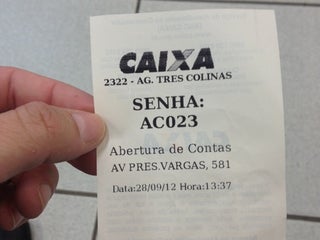 CAIXA
2322 - AG. TRES COLINAS
SENHA:
AC023
Abertura de Contas
AV PRES.VARGAS, 581
Data:28/09/12 Hora:13:37